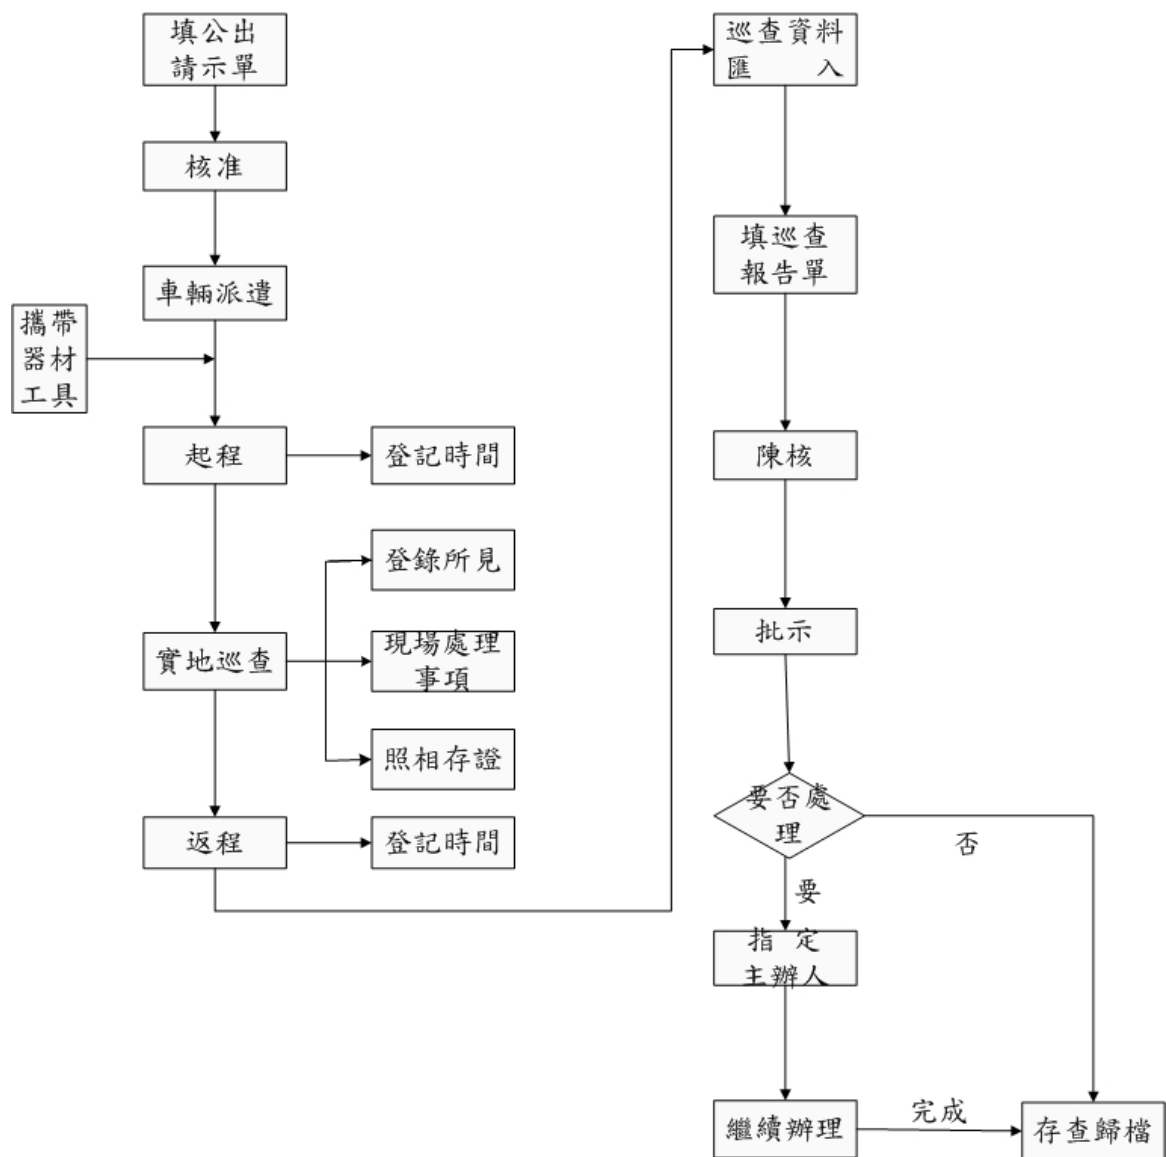 填公出
請示單
核准
車輛派遣
攜帶
器材
工具
起程
登記時間
登錄所見
實地巡查
現場處理
事項
照相存證
返程
登記時間
巡查資料
匯 入
填巡查
報告單
陳核
批示
要否處
理
否
要
指 定
主辦人
繼續辦理
完成
存查歸檔